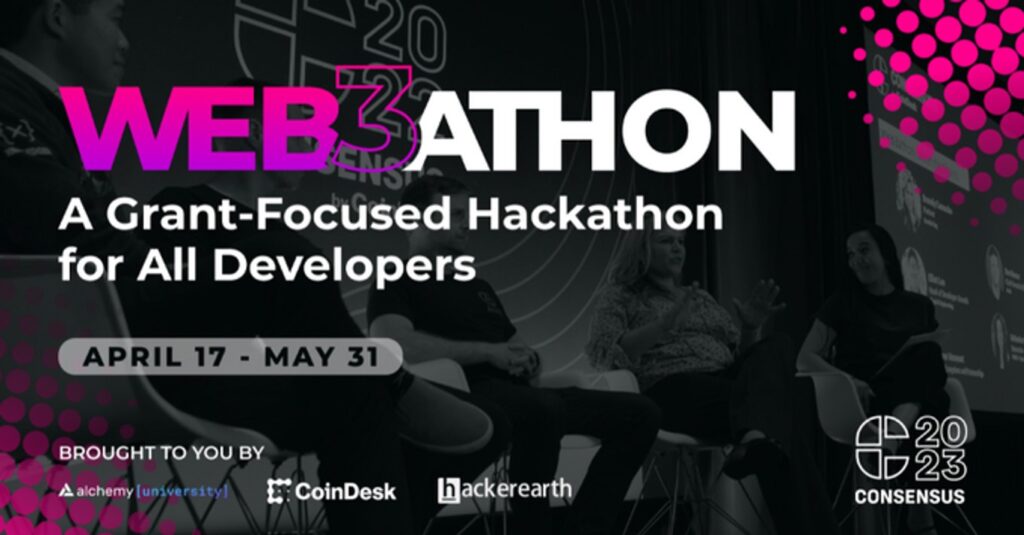 WEB3ATHON
A Grant-Focused Hackathon
for All Developers
APRIL 17 - MAY 31
BROUGHT TO YOU BY
alchemy [university]
CoinDesk
hackerearth
2023
CONSENSUS